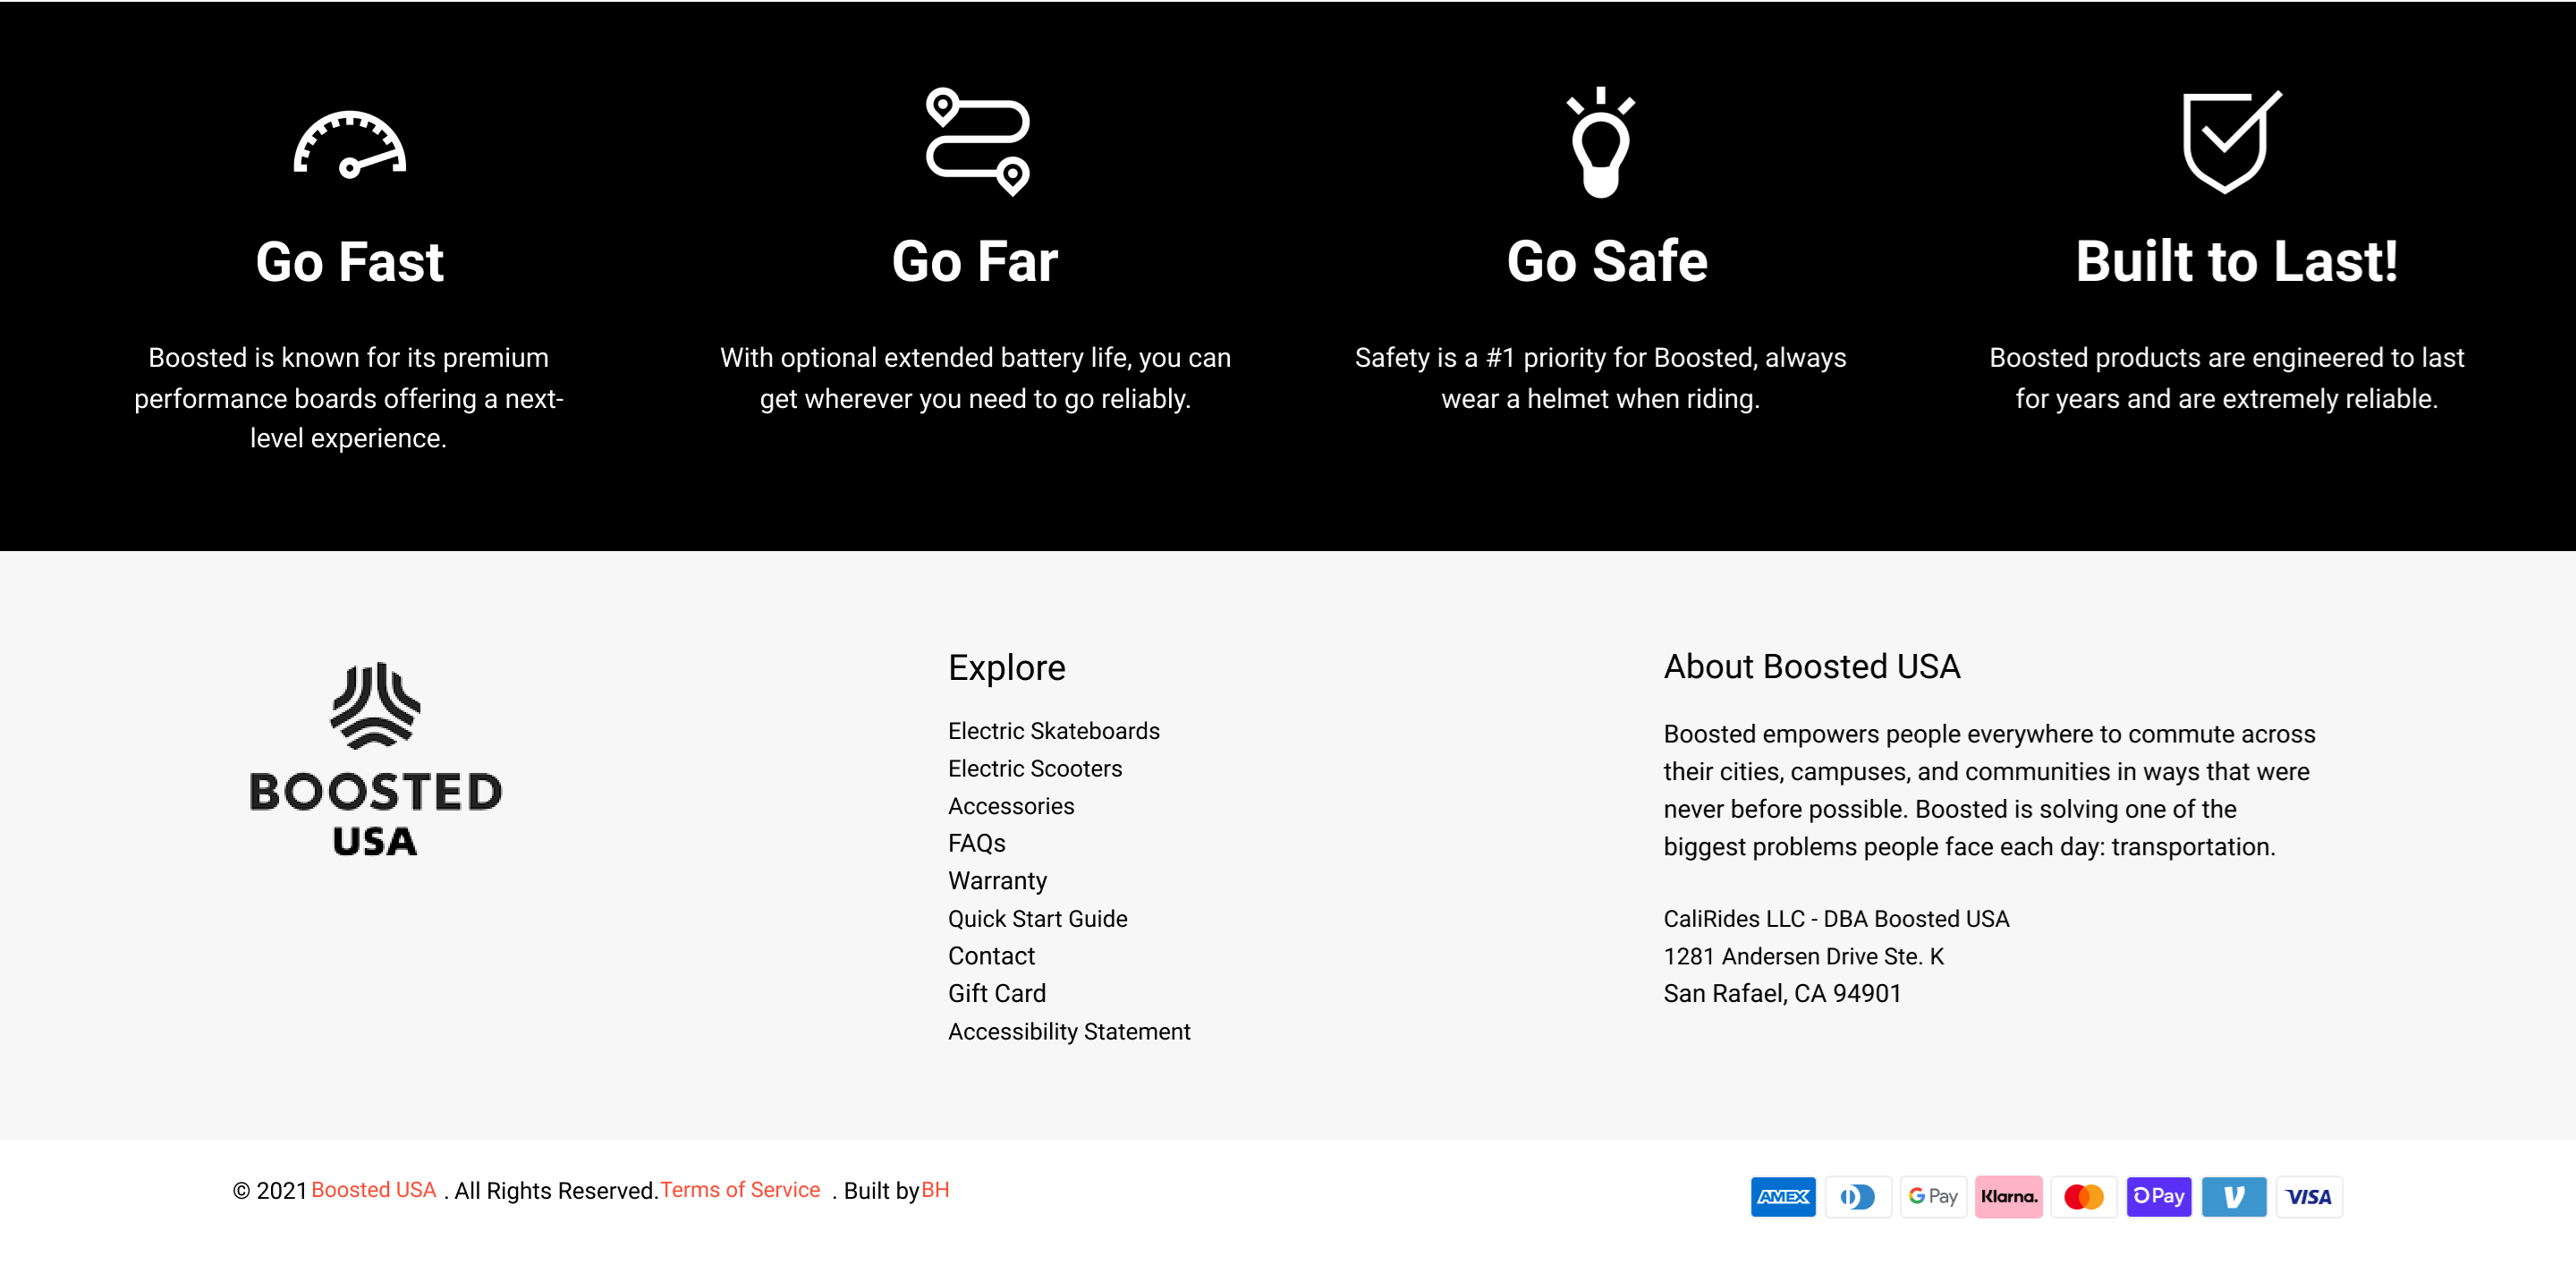 Go Fast
Boosted is known for its premium
performance boards offering a next-
level experience.
Go Far
With optional extended battery life, you can
get wherever you need to go reliably.
Go Safe
Safety is a #1 priority for Boosted, always
wear a helmet when riding.
Built to Last!
Boosted products are engineered to last
for years and are extremely reliable.
BOOSTED
USA
Explore
Electric Skateboards
Electric Scooters
Accessories
FAQs
Warranty
Quick Start Guide
Contact
Gift Card
Accessibility Statement
About Boosted USA
Boosted empowers people everywhere to commute across
their cities, campuses, and communities in ways that were
never before possible. Boosted is solving one of the
biggest problems people face each day: transportation.
CaliRides LLC - DBA Boosted USA
1281 Andersen Drive Ste. K
San Rafael, CA 94901
© 2021 Boosted USA . All Rights Reserved. Terms of Service . Built by BH
AMEX G Pay Klarna. Pay V VISA